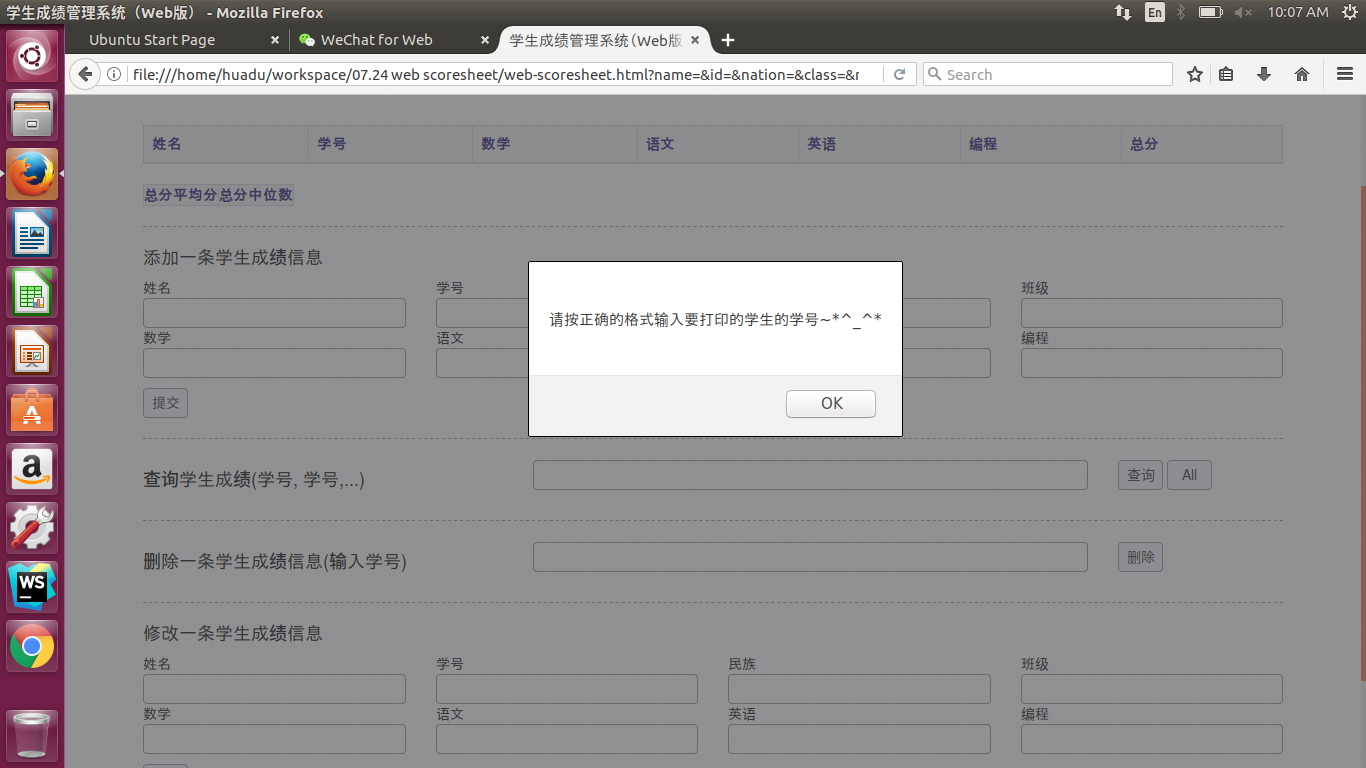 学生成绩管理系统（Web版） - Mozilla Firefox
En
10:07 AM
Ubuntu Start Page
WeChat for Web
学生成绩管理系统（Web版
file:///home/huadu/workspace/07.24 web scoresheet/web-scoresheet.html?name=&id=&nation=&class=&r
Search
姓名 学号 数学 语文 英语 编程 总分
总分平均分总分中位数
添加一条学生成绩信息
姓名 学号 班级
数学 语文 编程
请按正确的格式输入要打印的学生的学号~*^_^*
OK
提交
查询学生成绩(学号, 学号,...)
查询 All
删除一条学生成绩信息(输入学号)
删除
修改一条学生成绩信息
姓名 学号 民族 班级
数学 语文 英语 编程
WS